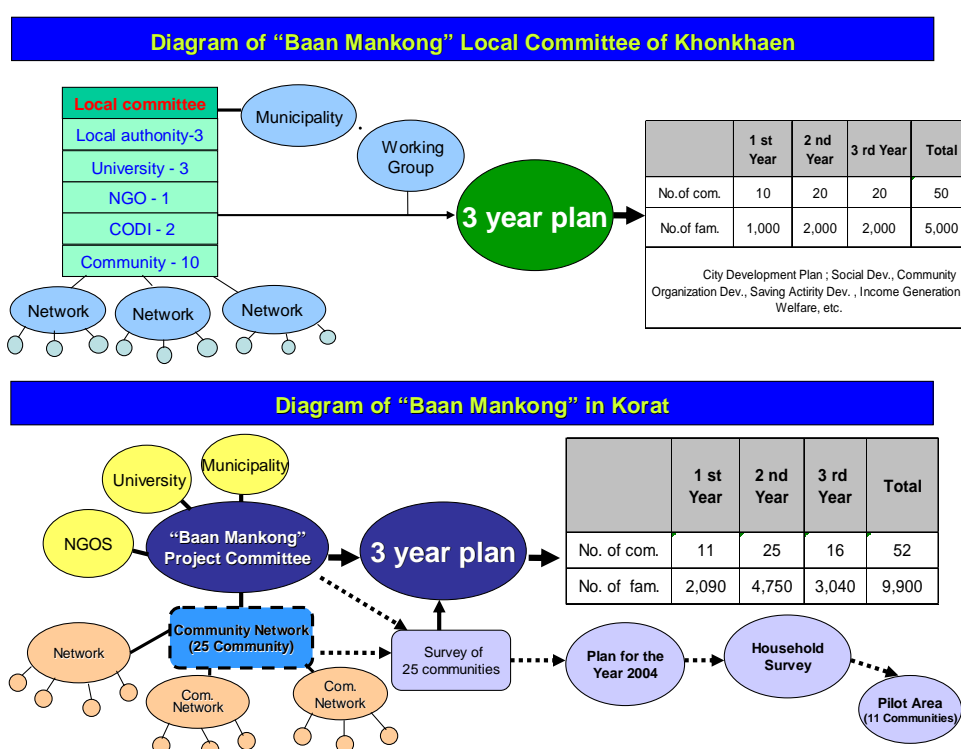 Diagram of “Baan Mankong” Local Committee of Khonkhaen
Local committee
Local authonity-3
University - 3
NGO - 1
CODI - 2
Community - 10
Municipality
Working
Group
Network
Network
Network
3 year plan
1 st Year 2 nd Year 3 rd Year Total
No.of com. 10 20 20 50
No.of fam. 1,000 2,000 2,000 5,000
City Development Plan ; Social Dev., Community
Organization Dev., Saving Actirity Dev. , Income Generation
Welfare, etc.
Diagram of “Baan Mankong” in Korat
Municipality
University
NGOS
“Baan Mankong”
Project Committee
3 year plan
1 st Year 2 nd Year 3 rd Year Total
No. of com. 11 25 16 52
No. of fam. 2,090 4,750 3,040 9,900
Community Network
(25 Community)
Network
Com.
Network
Com.
Network
Survey of
25 communities
Plan for the
Year 2004
Household
Survey
Pilot Area
(11 Communities)